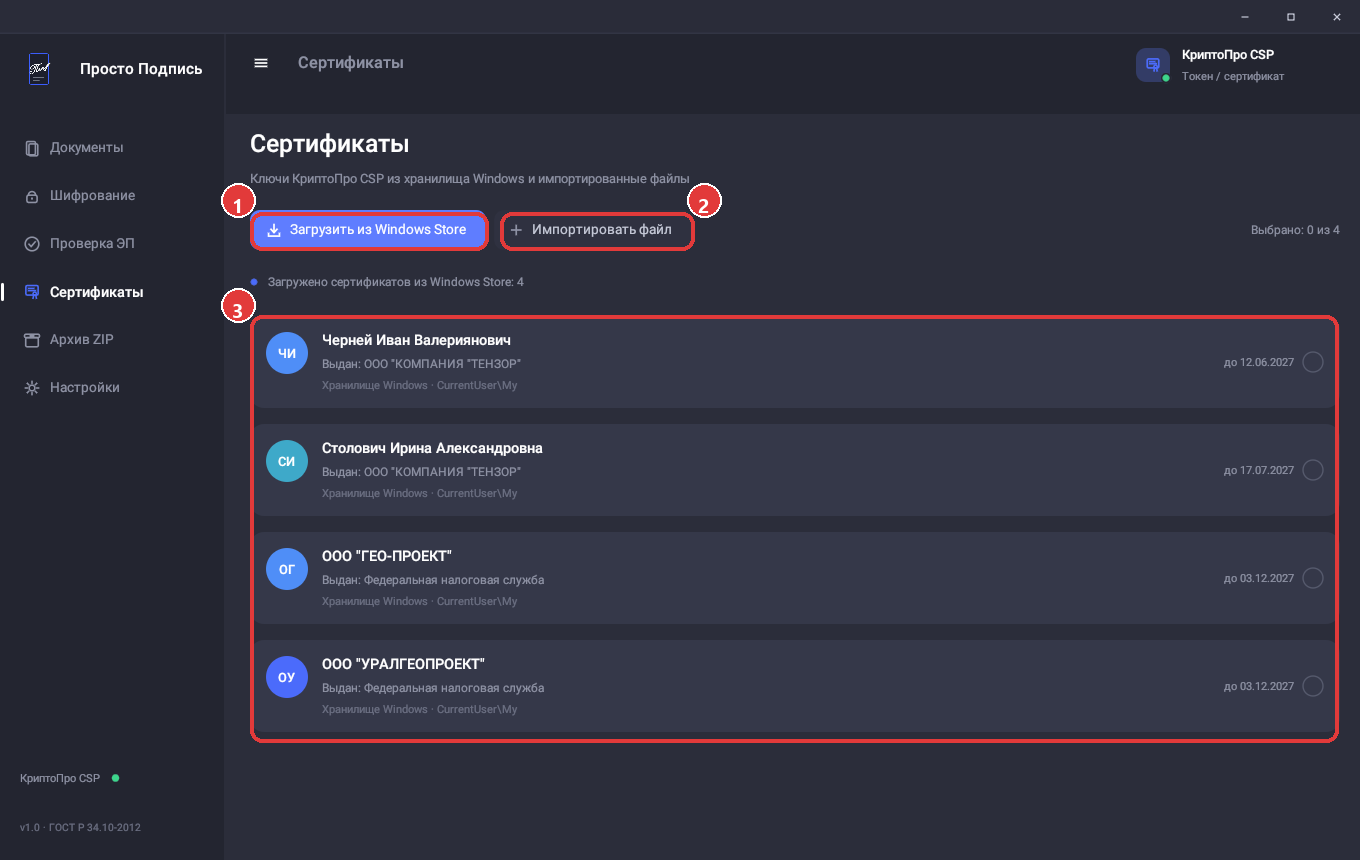 Просто Подпись
Сертификаты
КриптоПро CSP
Токен / сертификат
Документы
Шифрование
Проверка ЭП
Сертификаты
Архив ZIP
Настройки
КриптоПро CSP
v1.0 · ГОСТ Р 34.10-2012
Сертификаты
Ключи КриптоПро CSP из хранилища Windows и импортированные файлы
1
2
Загрузить из Windows Store
Импортировать файл
Выбрано: 0 из 4
Загружено сертификатов из Windows Store: 4
3
ЧИ
Черней Иван Валериянович
Выдан: ООО "КОМПАНИЯ "ТЕНЗОР"
Хранилище Windows · CurrentUser\My
до 12.06.2027
СИ
Столович Ирина Александровна
Выдан: ООО "КОМПАНИЯ "ТЕНЗОР"
Хранилище Windows · CurrentUser\My
до 17.07.2027
ОГ
ООО "ГЕО-ПРОЕКТ"
Выдан: Федеральная налоговая служба
Хранилище Windows · CurrentUser\My
до 03.12.2027
ОУ
ООО "УРАЛГЕОПРОЕКТ"
Выдан: Федеральная налоговая служба
Хранилище Windows · CurrentUser\My
до 03.12.2027